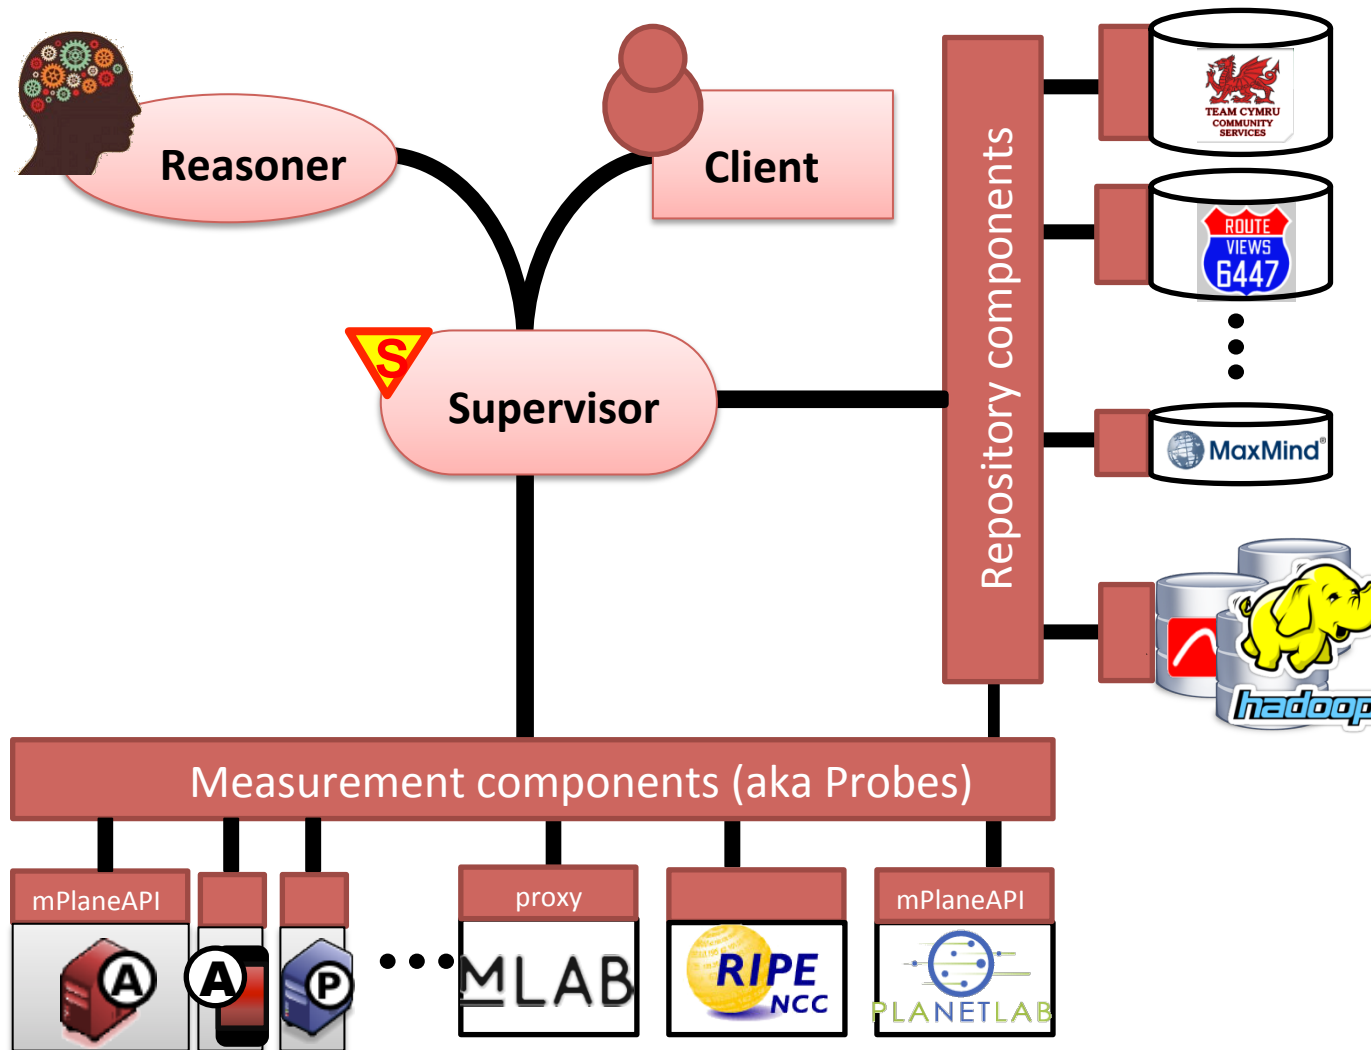 Reasoner
Client
S
Supervisor
Repository components
TEAM CYMRU
COMMUNITY
SERVICES
ROUTE
VIEWS
6447
MaxMind®
hadoop
Measurement components (aka Probes)
mPlaneAPI
proxy
mPlaneAPI
A
A
P
MLAB
RIPE
NCC
PLANETLAB